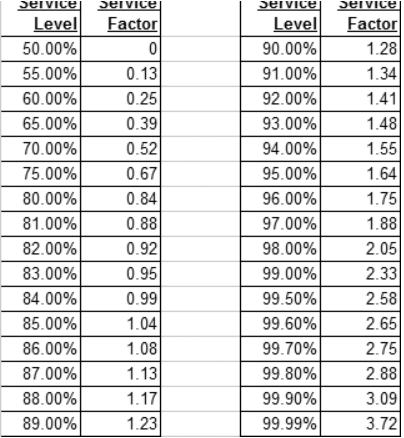 Service Service Service Service
Level Factor Level Factor
50.00% 0 90.00% 1.28
55.00% 0.13 91.00% 1.34
60.00% 0.25 92.00% 1.41
65.00% 0.39 93.00% 1.48
70.00% 0.52 94.00% 1.55
75.00% 0.67 95.00% 1.64
80.00% 0.84 96.00% 1.75
81.00% 0.88 97.00% 1.88
82.00% 0.92 98.00% 2.05
83.00% 0.95 99.00% 2.33
84.00% 0.99 99.50% 2.58
85.00% 1.04 99.60% 2.65
86.00% 1.08 99.70% 2.75
87.00% 1.13 99.80% 2.88
88.00% 1.17 99.90% 3.09
89.00% 1.23 99.99% 3.72